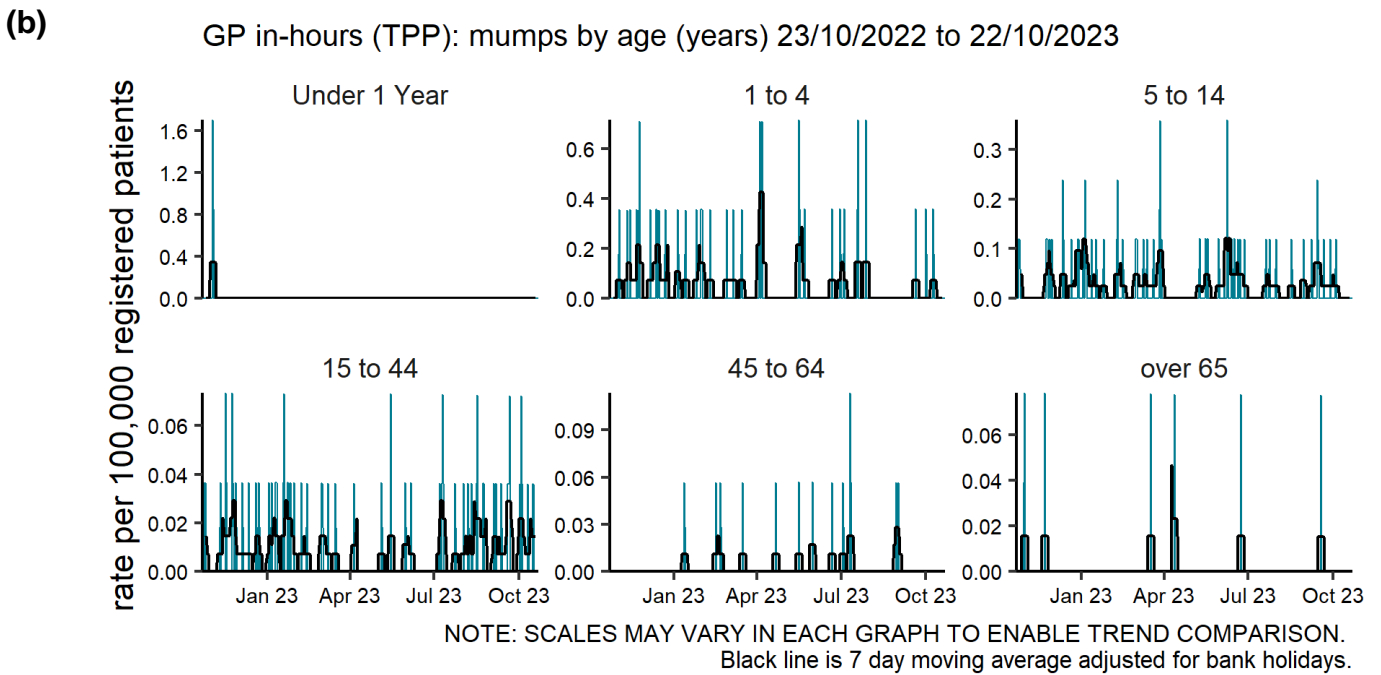 (b)
GP in-hours (TPP): mumps by age (years) 23/10/2022 to 22/10/2023
rate per 100,000 registered patients
Under 1 Year
1.6
1.2
0.8
0.4
0.0
1 to 4
0.6
0.4
0.2
0.0
5 to 14
0.3
0.2
0.1
0.0
15 to 44
0.06
0.04
0.02
0.00
Jan 23 Apr 23 Jul 23 Oct 23
45 to 64
0.09
0.06
0.03
0.00
Jan 23 Apr 23 Jul 23 Oct 23
over 65
0.06
0.04
0.02
0.00
Jan 23 Apr 23 Jul 23 Oct 23
NOTE: SCALES MAY VARY IN EACH GRAPH TO ENABLE TREND COMPARISON.
Black line is 7 day moving average adjusted for bank holidays.